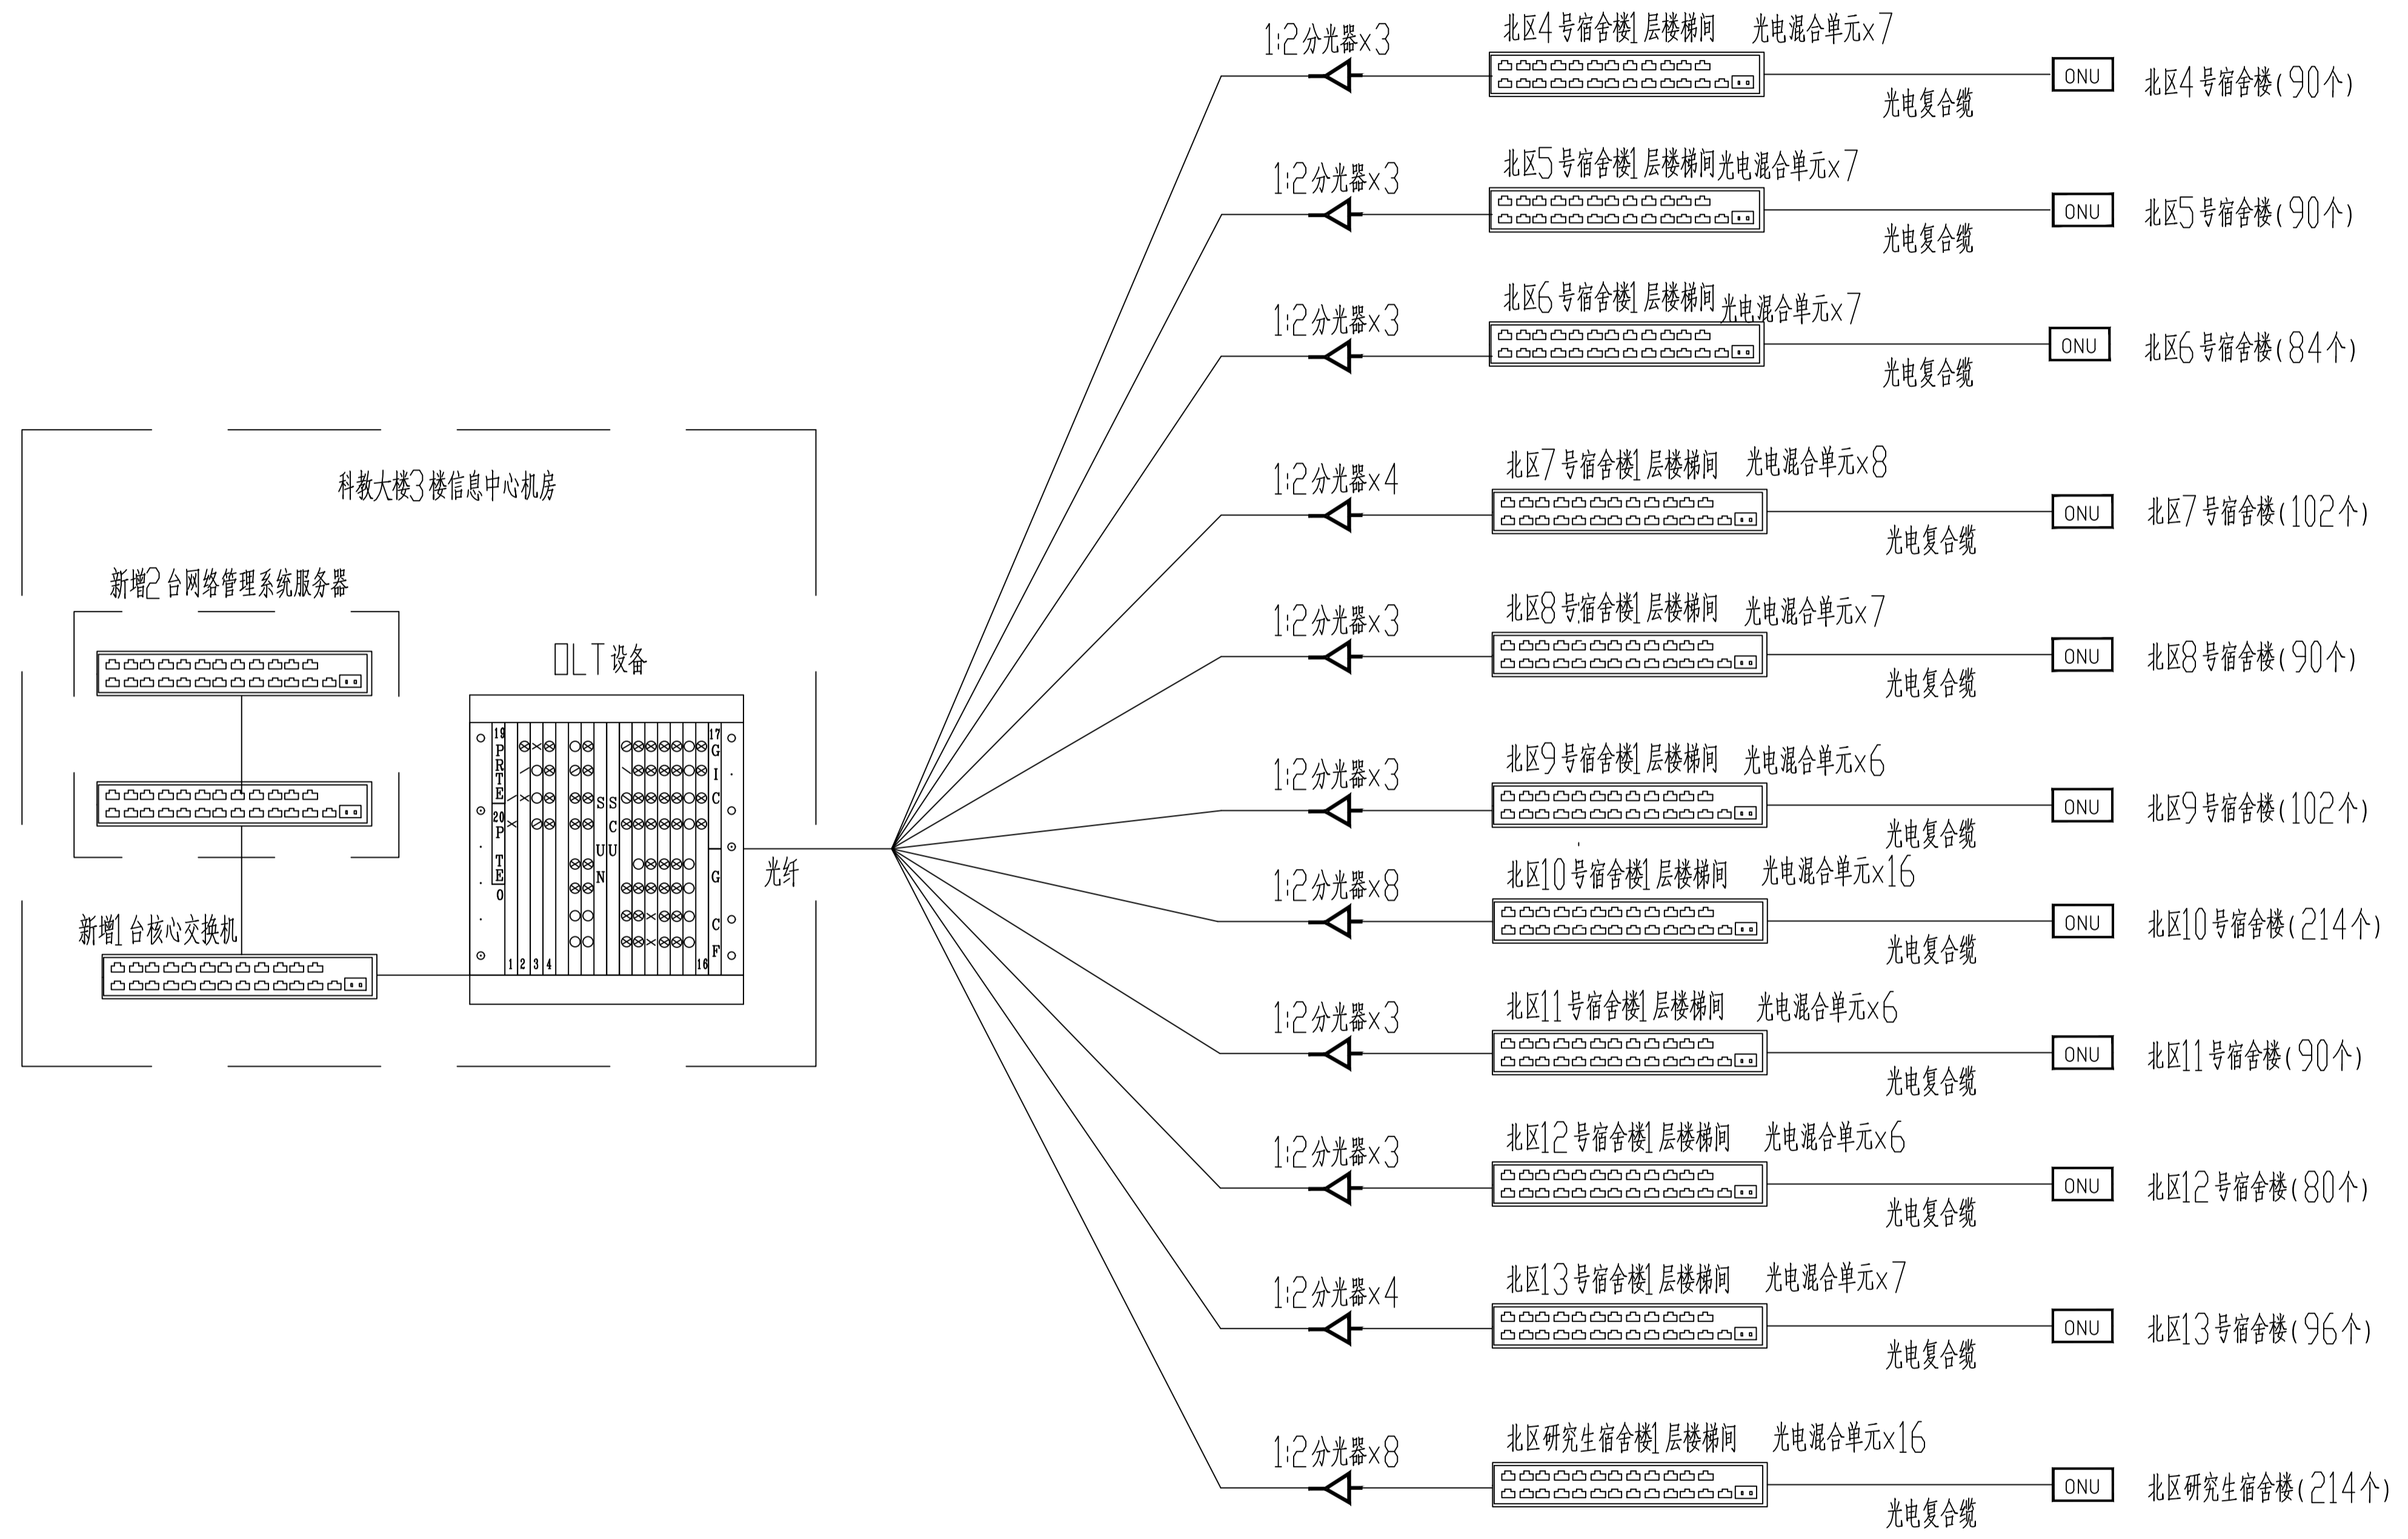 1:2分光器x3
北区4号宿舍楼1层楼梯间
光电混合单元x7
光电复合缆
ONU
北区4号宿舍楼(90个)
1:2分光器x3
北区5号宿舍楼1层楼梯间
光电混合单元x7
光电复合缆
ONU
北区5号宿舍楼(90个)
1:2分光器x3
北区6号宿舍楼1层楼梯间
光电混合单元x7
光电复合缆
ONU
北区6号宿舍楼(84个)
1:2分光器x4
北区7号宿舍楼1层楼梯间
光电混合单元x8
光电复合缆
ONU
北区7号宿舍楼(102个)
1:2分光器x3
北区8号宿舍楼1层楼梯间
光电混合单元x7
光电复合缆
ONU
北区8号宿舍楼(90个)
1:2分光器x3
北区9号宿舍楼1层楼梯间
光电混合单元x6
光电复合缆
ONU
北区9号宿舍楼(102个)
1:2分光器x8
北区10号宿舍楼1层楼梯间
光电混合单元x16
光电复合缆
ONU
北区10号宿舍楼(214个)
1:2分光器x3
北区11号宿舍楼1层楼梯间
光电混合单元x6
光电复合缆
ONU
北区11号宿舍楼(90个)
1:2分光器x3
北区12号宿舍楼1层楼梯间
光电混合单元x6
光电复合缆
ONU
北区12号宿舍楼(80个)
1:2分光器x4
北区13号宿舍楼1层楼梯间
光电混合单元x7
光电复合缆
ONU
北区13号宿舍楼(96个)
1:2分光器x8
北区研究生宿舍楼1层楼梯间
光电混合单元x16
光电复合缆
ONU
北区研究生宿舍楼(214个)
科教大楼3楼信息中心机房
新增2台网络管理系统服务器
新增1台核心交换机
OLT设备
19
PRTE
20
P TE
0
1
2
3
4
S U N
S C U
16
17
G I C
G C F
光纤